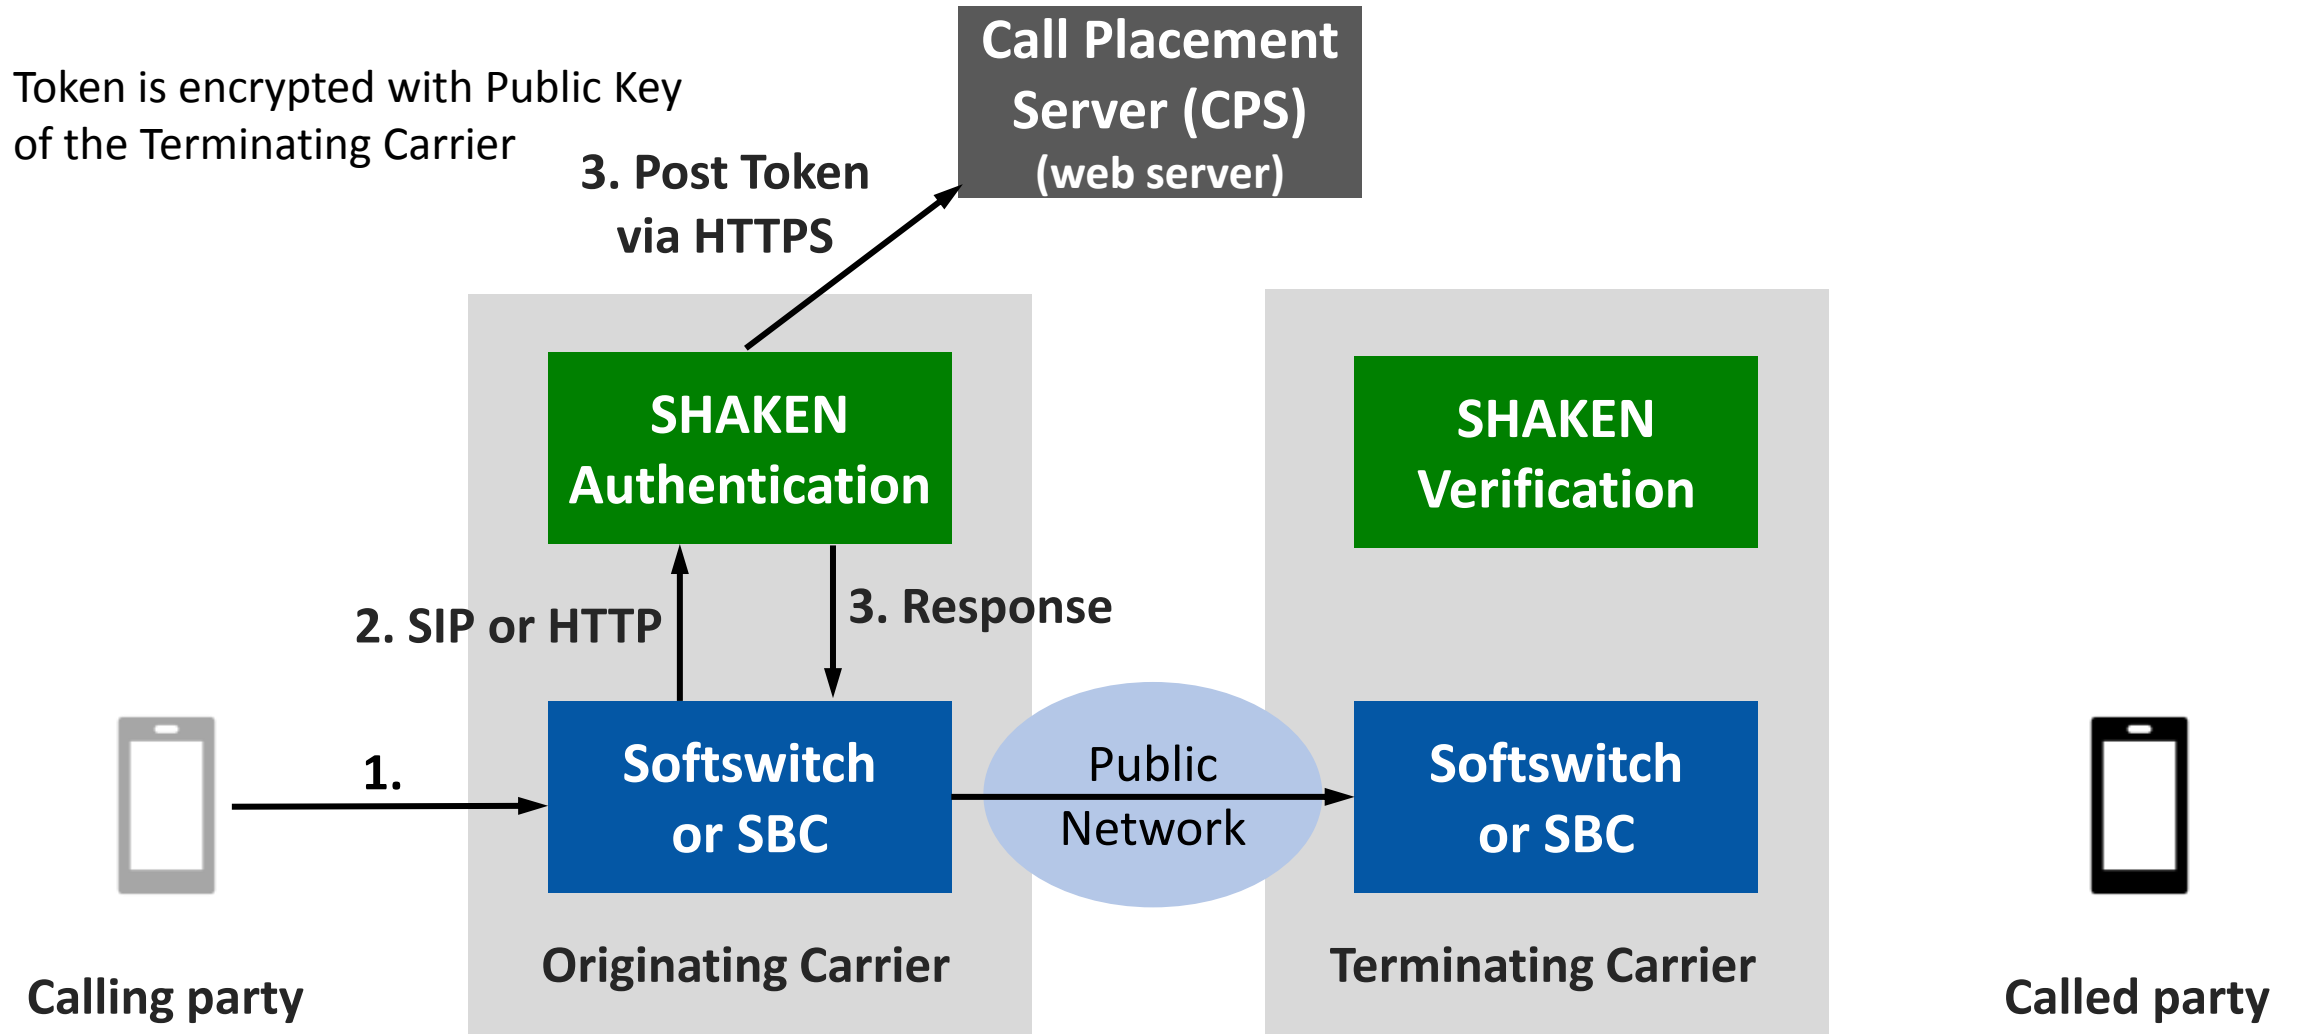 Token is encrypted with Public Key
of the Terminating Carrier
Call Placement
Server (CPS)
(web server)
3. Post Token
via HTTPS
SHAKEN
Authentication
SHAKEN
Verification
2. SIP or HTTP
3. Response
1.
Softswitch
or SBC
Public
Network
Softswitch
or SBC
Originating Carrier
Terminating Carrier
Calling party
Called party